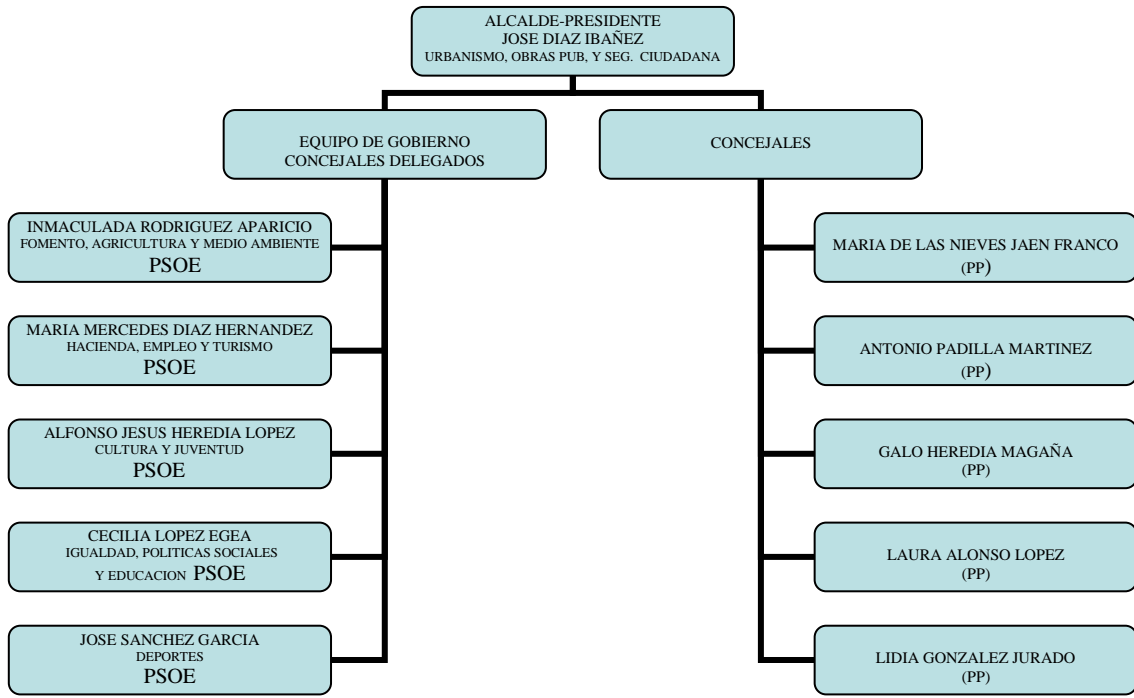 ALCALDE-PRESIDENTE
JOSE DIAZ IBAÑEZ
URBANISMO, OBRAS PUB, Y SEG. CIUDADANA
EQUIPO DE GOBIERNO
CONCEJALES DELEGADOS
INMACULADA RODRIGUEZ APARICIO
FOMENTO, AGRICULTURA Y MEDIO AMBIENTE
PSOE
MARIA MERCEDES DIAZ HERNANDEZ
HACIENDA, EMPLEO Y TURISMO
PSOE
ALFONSO JESUS HEREDIA LOPEZ
CULTURA Y JUVENTUD
PSOE
CECILIA LOPEZ EGEA
IGUALDAD, POLITICAS SOCIALES
Y EDUCACION PSOE
JOSE SANCHEZ GARCIA
DEPORTES
PSOE
CONCEJALES
MARIA DE LAS NIEVES JAEN FRANCO
(PP)
ANTONIO PADILLA MARTINEZ
(PP)
GALO HEREDIA MAGAÑA
(PP)
LAURA ALONSO LOPEZ
(PP)
LIDIA GONZALEZ JURADO
(PP)